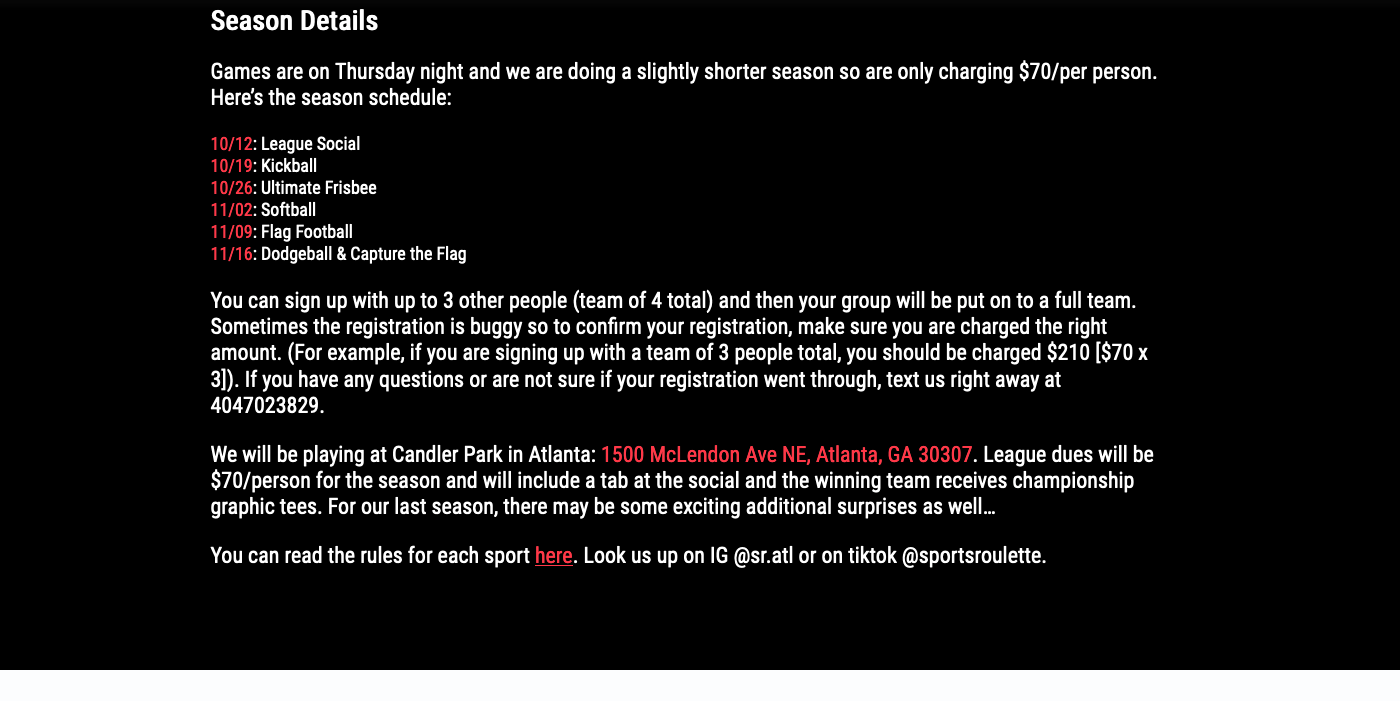 Season Details
Games are on Thursday night and we are doing a slightly shorter season so are only charging $70/per person.
Here’s the season schedule:
10/12: League Social
10/19: Kickball
10/26: Ultimate Frisbee
11/02: Softball
11/09: Flag Football
11/16: Dodgeball & Capture the Flag
You can sign up with up to 3 other people (team of 4 total) and then your group will be put on to a full team.
Sometimes the registration is buggy so to confirm your registration, make sure you are charged the right
amount. (For example, if you are signing up with a team of 3 people total, you should be charged $210 [$70 x
3]). If you have any questions or are not sure if your registration went through, text us right away at
4047023829.
We will be playing at Candler Park in Atlanta: 1500 McLendon Ave NE, Atlanta, GA 30307. League dues will be
$70/person for the season and will include a tab at the social and the winning team receives championship
graphic tees. For our last season, there may be some exciting additional surprises as well…
You can read the rules for each sport here. Look us up on IG @sr.atl or on tiktok @sportsroulette.